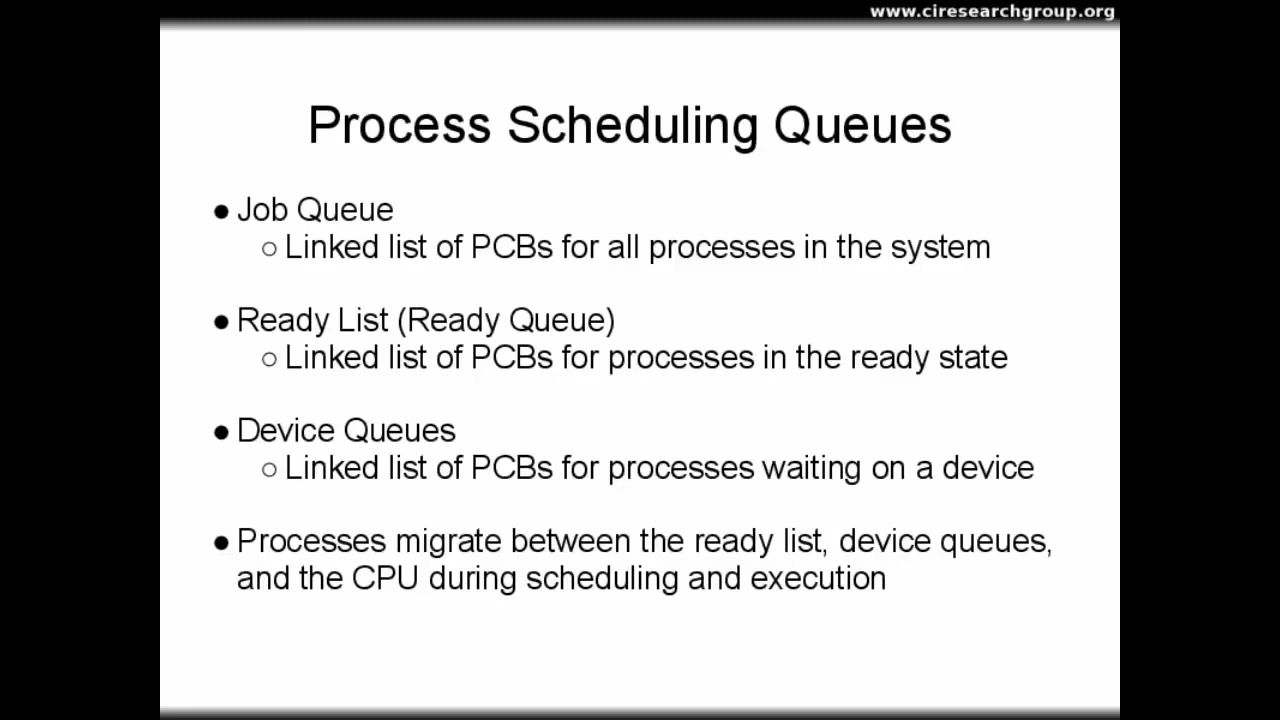 www.ciresearchgroup.org
Process Scheduling Queues
● Job Queue
○ Linked list of PCBs for all processes in the system
● Ready List (Ready Queue)
○ Linked list of PCBs for processes in the ready state
● Device Queues
○ Linked list of PCBs for processes waiting on a device
● Processes migrate between the ready list, device queues,
and the CPU during scheduling and execution